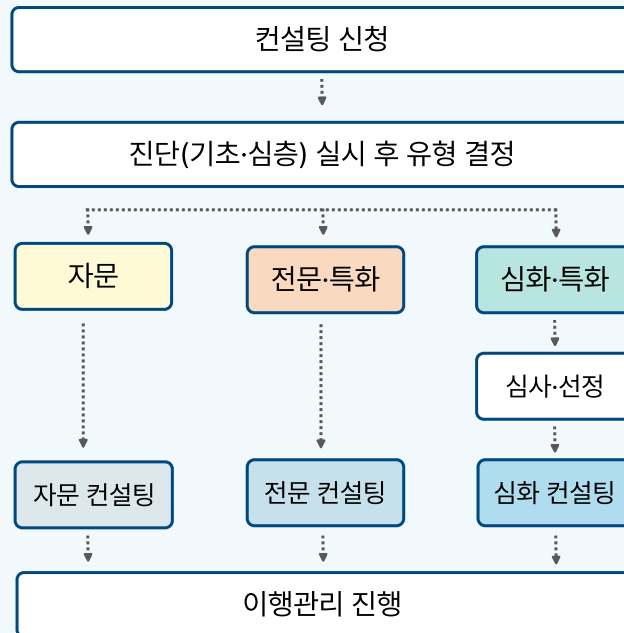 컨설팅 신청
진단(기초·심층) 실시 후 유형 결정
자문
전문·특화
심화·특화
심사·선정
자문 컨설팅
전문 컨설팅
심화 컨설팅
이행관리 진행